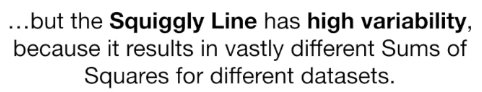 …but the Squiggly Line has high variability,
because it results in vastly different Sums of
Squares for different datasets.